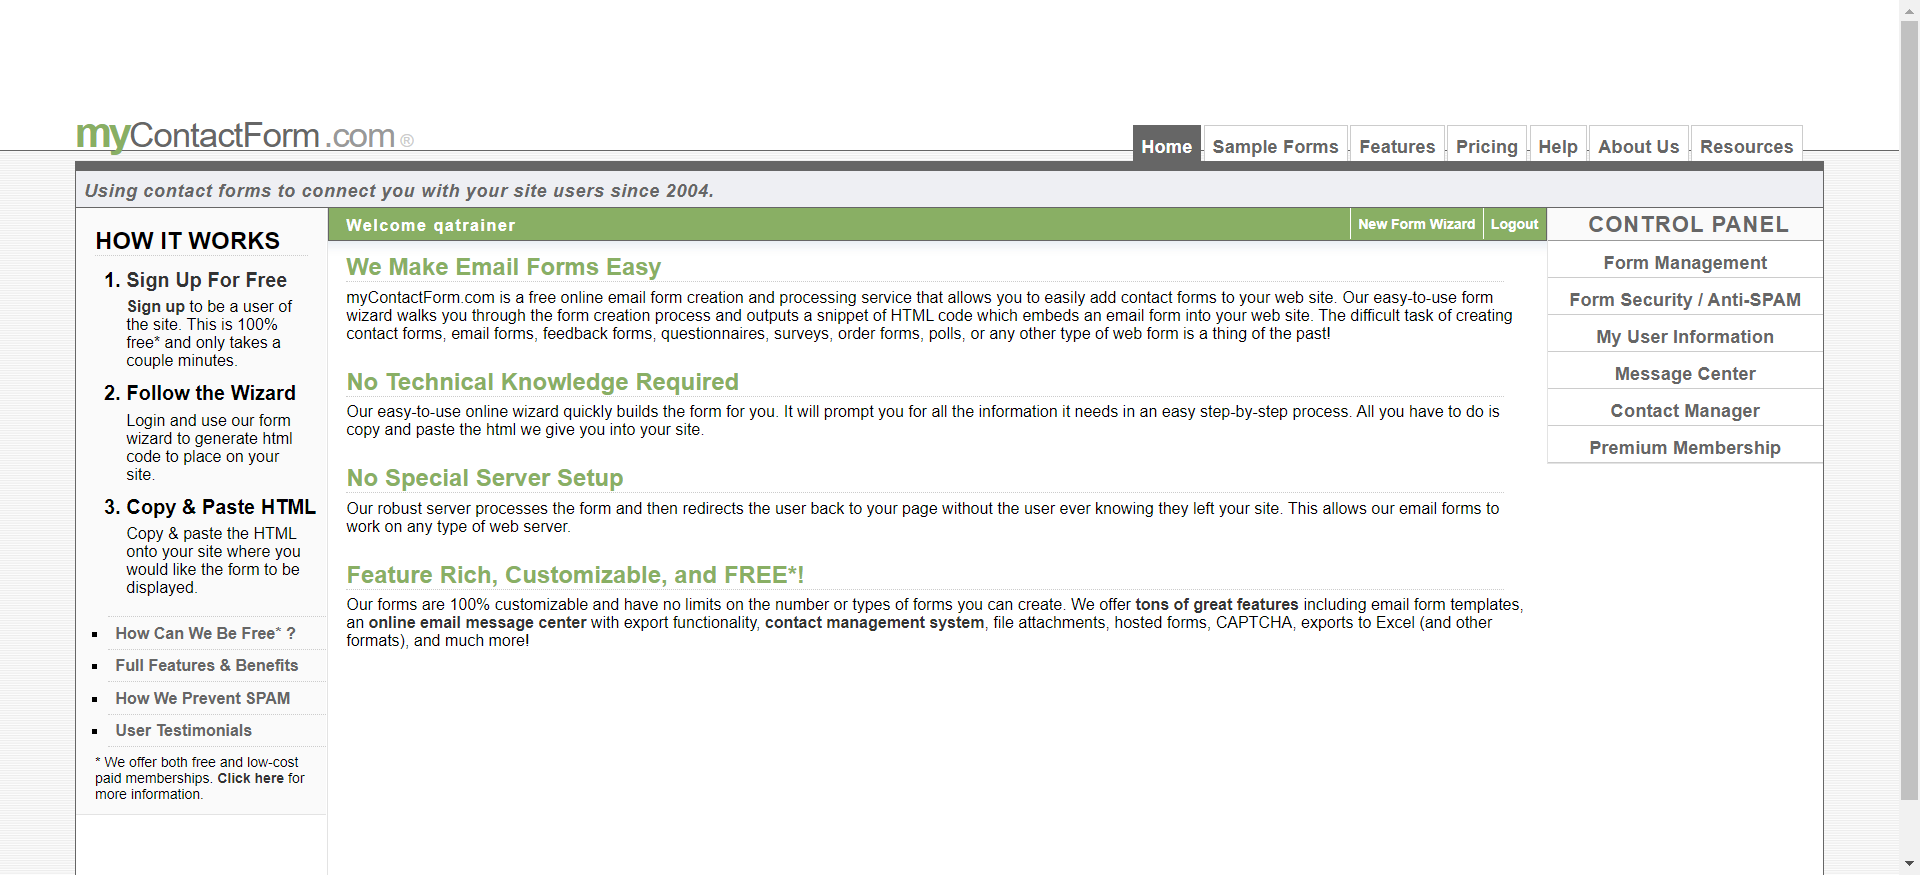 myContactForm.com®
Home
Sample Forms
Features
Pricing
Help
About Us
Resources
Using contact forms to connect you with your site users since 2004.
HOW IT WORKS
1. Sign Up For Free
Sign up to be a user of
the site. This is 100%
free* and only takes a
couple minutes.
2. Follow the Wizard
Login and use our form
wizard to generate html
code to place on your
site.
3. Copy & Paste HTML
Copy & paste the HTML
onto your site where you
would like the form to be
displayed.
How Can We Be Free* ?
Full Features & Benefits
How We Prevent SPAM
User Testimonials
* We offer both free and low-cost
paid memberships. Click here for
more information.
Welcome qatrainer
New Form Wizard
Logout
We Make Email Forms Easy
myContactForm.com is a free online email form creation and processing service that allows you to easily add contact forms to your web site. Our easy-to-use form
wizard walks you through the form creation process and outputs a snippet of HTML code which embeds an email form into your web site. The difficult task of creating
contact forms, email forms, feedback forms, questionnaires, surveys, order forms, polls, or any other type of web form is a thing of the past!
No Technical Knowledge Required
Our easy-to-use online wizard quickly builds the form for you. It will prompt you for all the information it needs in an easy step-by-step process. All you have to do is
copy and paste the html we give you into your site.
No Special Server Setup
Our robust server processes the form and then redirects the user back to your page without the user ever knowing they left your site. This allows our email forms to
work on any type of web server.
Feature Rich, Customizable, and FREE*!
Our forms are 100% customizable and have no limits on the number or types of forms you can create. We offer tons of great features including email form templates,
an online email message center with export functionality, contact management system, file attachments, hosted forms, CAPTCHA, exports to Excel (and other
formats), and much more!
CONTROL PANEL
Form Management
Form Security / Anti-SPAM
My User Information
Message Center
Contact Manager
Premium Membership